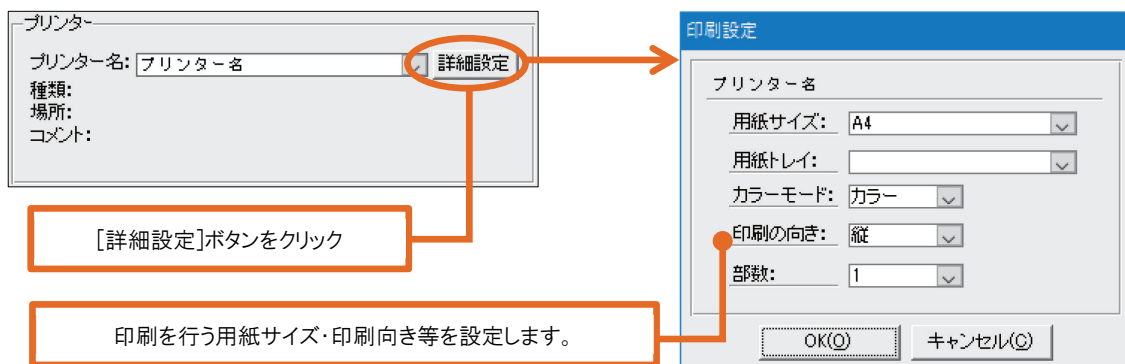 プリンター
プリンター名: プリンター名 詳細設定
種類:
場所:
コメント:
[詳細設定]ボタンをクリック
印刷を行う用紙サイズ・印刷向き等を設定します。
印刷設定
プリンター名
用紙サイズ: A4
用紙トレイ:
カラーモード: カラー
印刷の向き: 縦
部数: 1
OK(O) キャンセル(C)